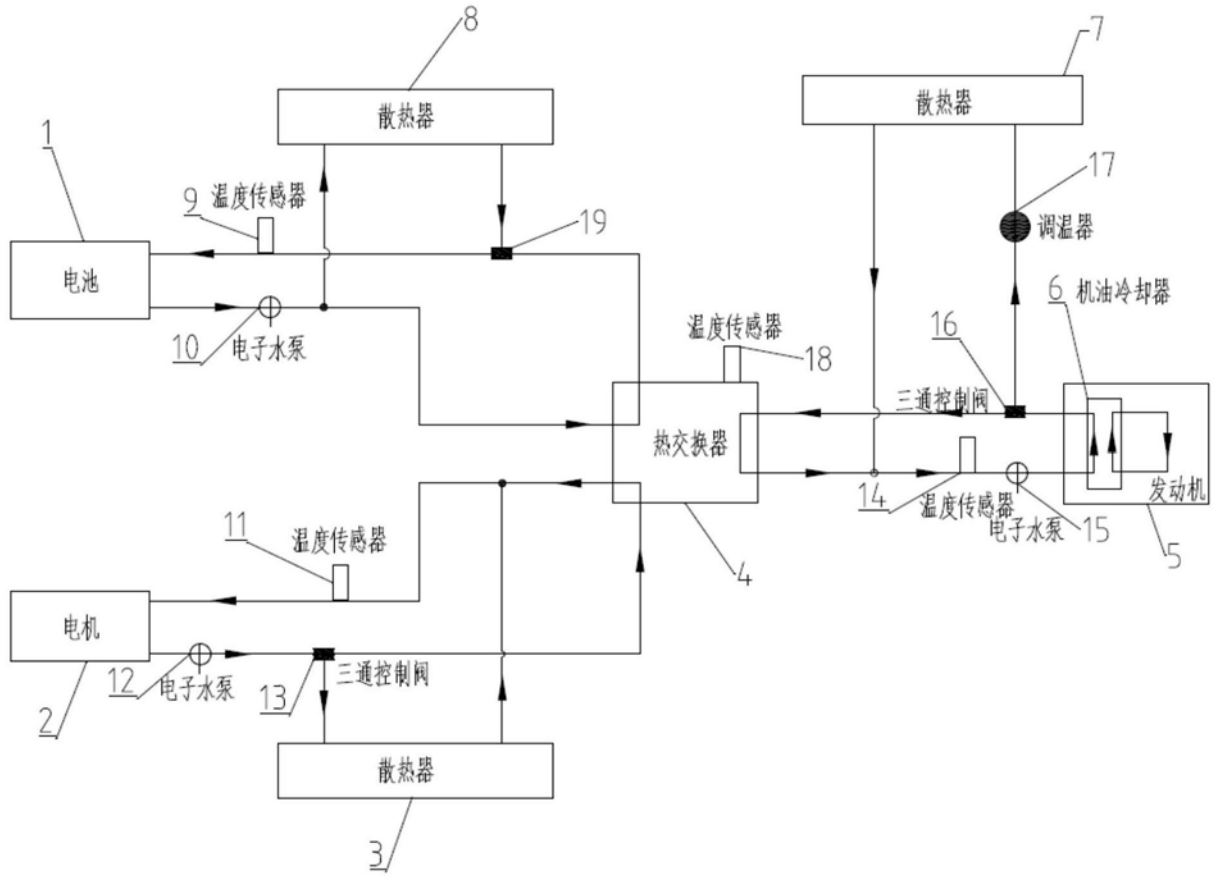 8
7
散热器
散热器
1
17
9
温度传感器
19
调温器
电池
6
机油冷却器
温度传感器
16
10
电子水泵
18
三通控制阀
热交换器
14
温度传感器
发动机
11
温度传感器
电子水泵
15
5
4
电机
12
电子水泵
13
三通控制阀
2
散热器
3